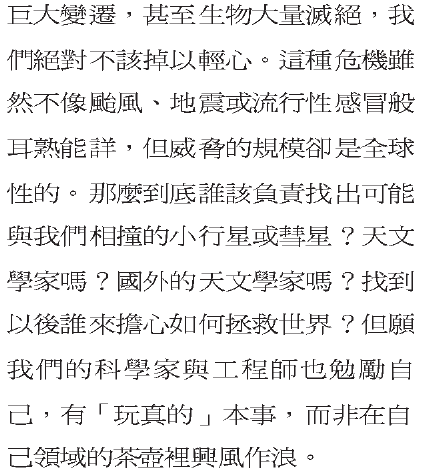 巨大變遷，甚至生物大量滅絕，我
們絕對不該掉以輕心。這種危機雖
然不像颱風、地震或流行性感冒般
耳熟能詳，但威脅的規模卻是全球
性的。那麼到底誰該負責找出可能
與我們相撞的小行星或彗星？天文
學家嗎？國外的天文學家嗎？找到
以後誰來擔心如何拯救世界？但願
我們的科學家與工程師也勉勵自
己，有「玩真的」本事，而非在自
己領域的茶壺裡興風作浪。